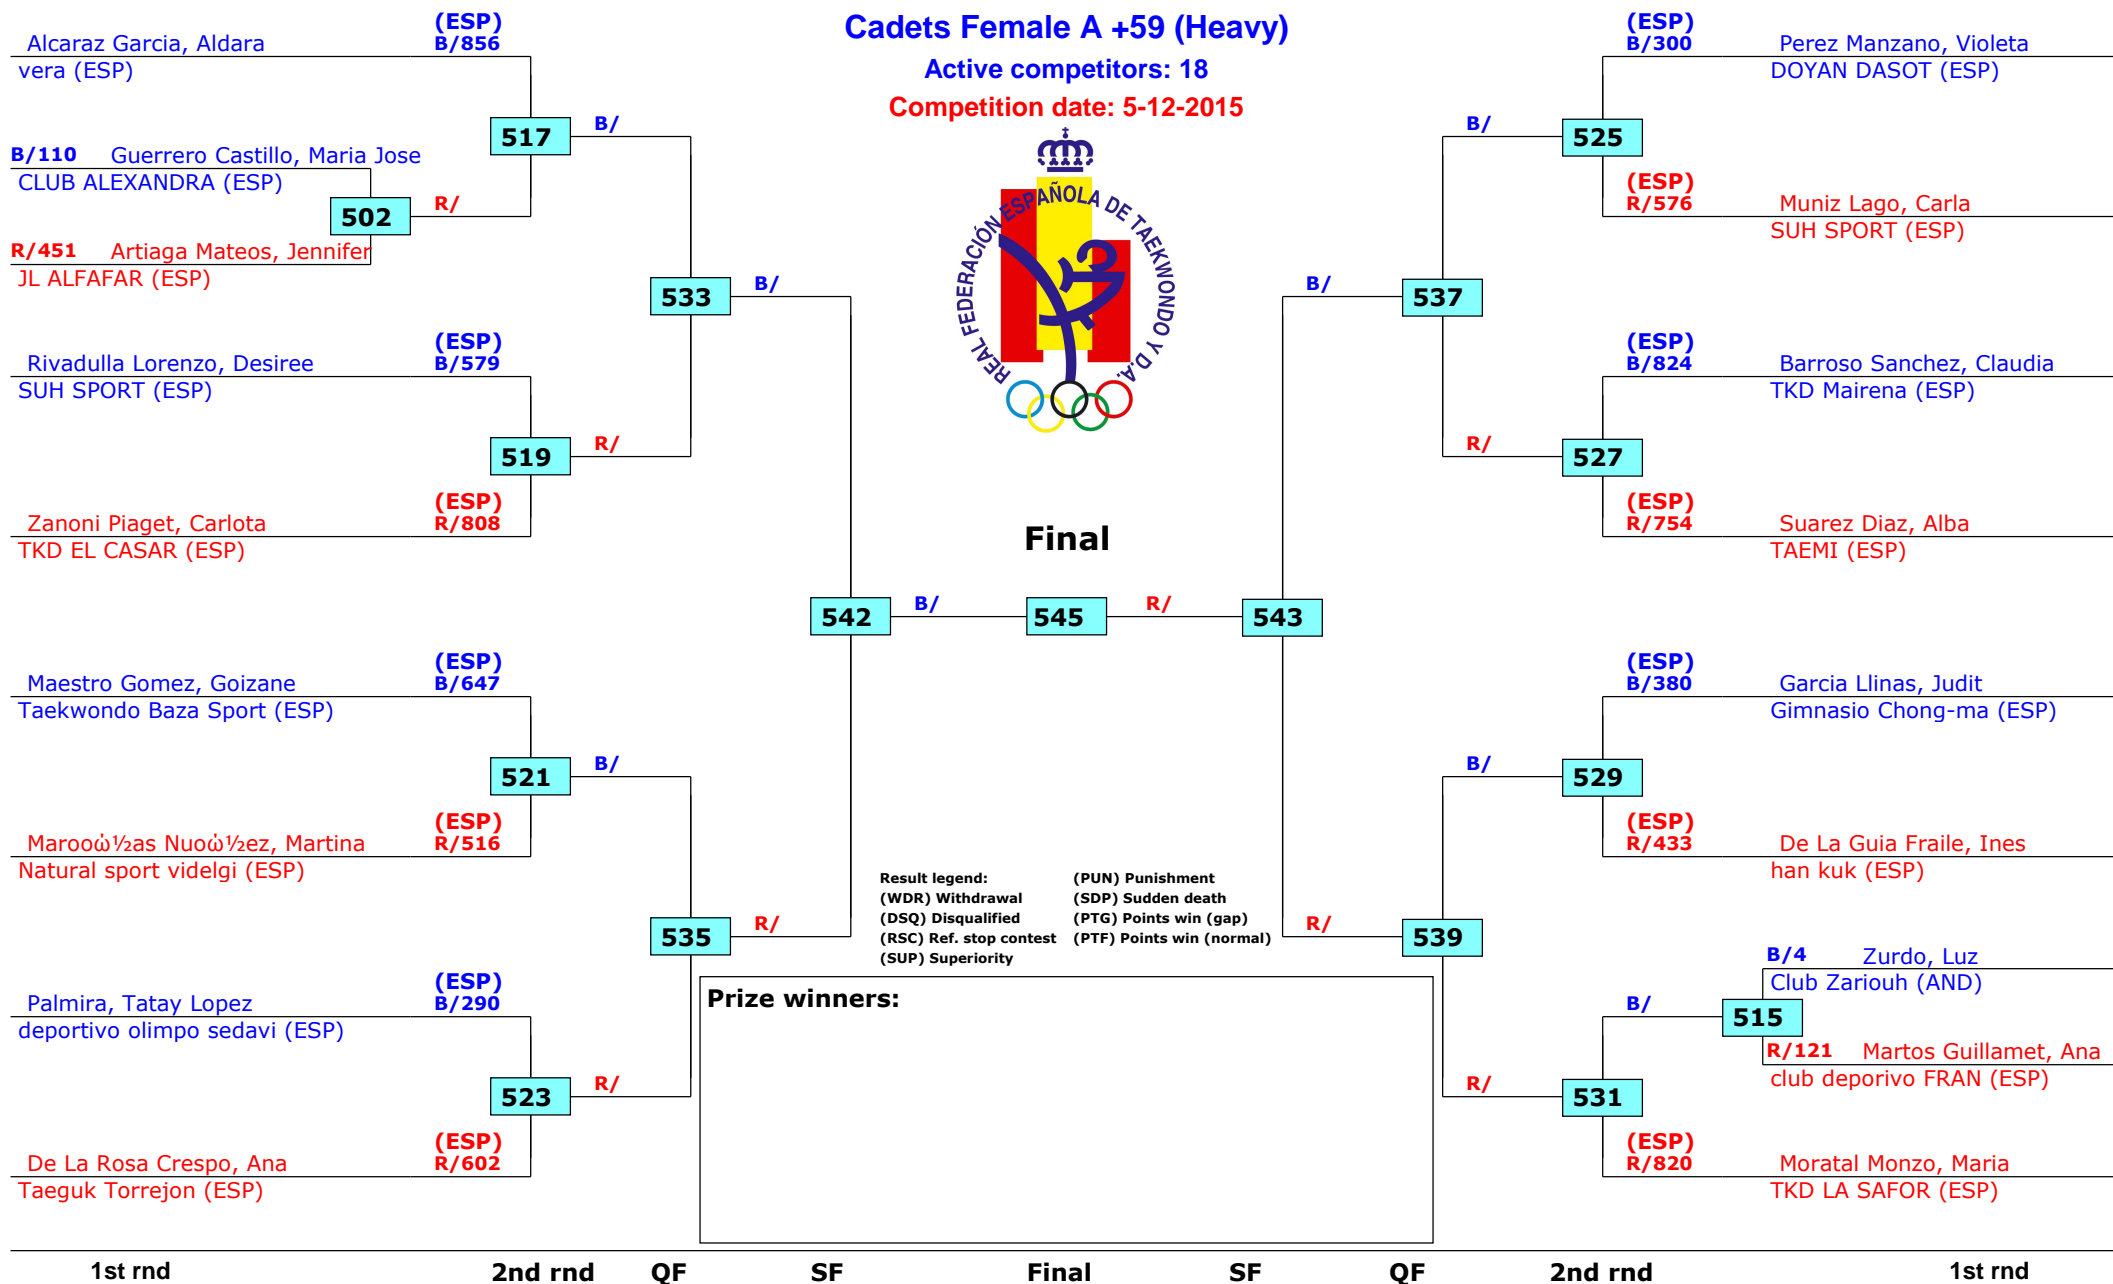 Cadets Female A +59 (Heavy)
Active competitors: 18
Competition date: 5-12-2015
REAL FEDERACIÓN ESPAÑOLA DE TAEKWONDO Y D.A.
(ESP)
Alcaraz Garcia, Aldara B/856
vera (ESP)
517 B/
B/110 Guerrero Castillo, Maria Jose
CLUB ALEXANDRA (ESP)
502 R/
R/451 Artiaga Mateos, Jennifer
JL ALFAFAR (ESP)
533 B/
(ESP)
Rivadulla Lorenzo, Desiree B/579
SUH SPORT (ESP)
519 R/
(ESP)
Zanoni Piaget, Carlota R/808
TKD EL CASAR (ESP)
542 B/
(ESP)
Maestro Gomez, Goizane B/647
Taekwondo Baza Sport (ESP)
521 B/
(ESP)
Marooώ½as Nuoώ½ez, Martina R/516
Natural sport videlgi (ESP)
535 R/
(ESP)
Palmira, Tatay Lopez B/290
deportivo olimpo sedavi (ESP)
523 R/
(ESP)
De La Rosa Crespo, Ana R/602
Taeguk Torrejon (ESP)
Final
545
(ESP)
B/300 Perez Manzano, Violeta
DOYAN DASOT (ESP)
B/ 525
(ESP)
R/576 Muniz Lago, Carla
SUH SPORT (ESP)
B/ 537
(ESP)
B/824 Barroso Sanchez, Claudia
TKD Mairena (ESP)
R/ 527
(ESP)
R/754 Suarez Diaz, Alba
TAEMI (ESP)
R/ 543
(ESP)
B/380 Garcia Llinas, Judit
Gimnasio Chong-ma (ESP)
B/ 529
(ESP)
R/433 De La Guia Fraile, Ines
han kuk (ESP)
R/ 539
B/4 Zurdo, Luz
Club Zariouh (AND)
B/ 515
R/121 Martos Guillamet, Ana
club deporivo FRAN (ESP)
R/ 531
(ESP)
R/820 Moratal Monzo, Maria
TKD LA SAFOR (ESP)
Result legend: (PUN) Punishment
(WDR) Withdrawal (SDP) Sudden death
(DSQ) Disqualified (PTG) Points win (gap)
(RSC) Ref. stop contest (PTF) Points win (normal)
(SUP) Superiority
Prize winners:
1st rnd 2nd rnd QF SF Final SF QF 2nd rnd 1st rnd